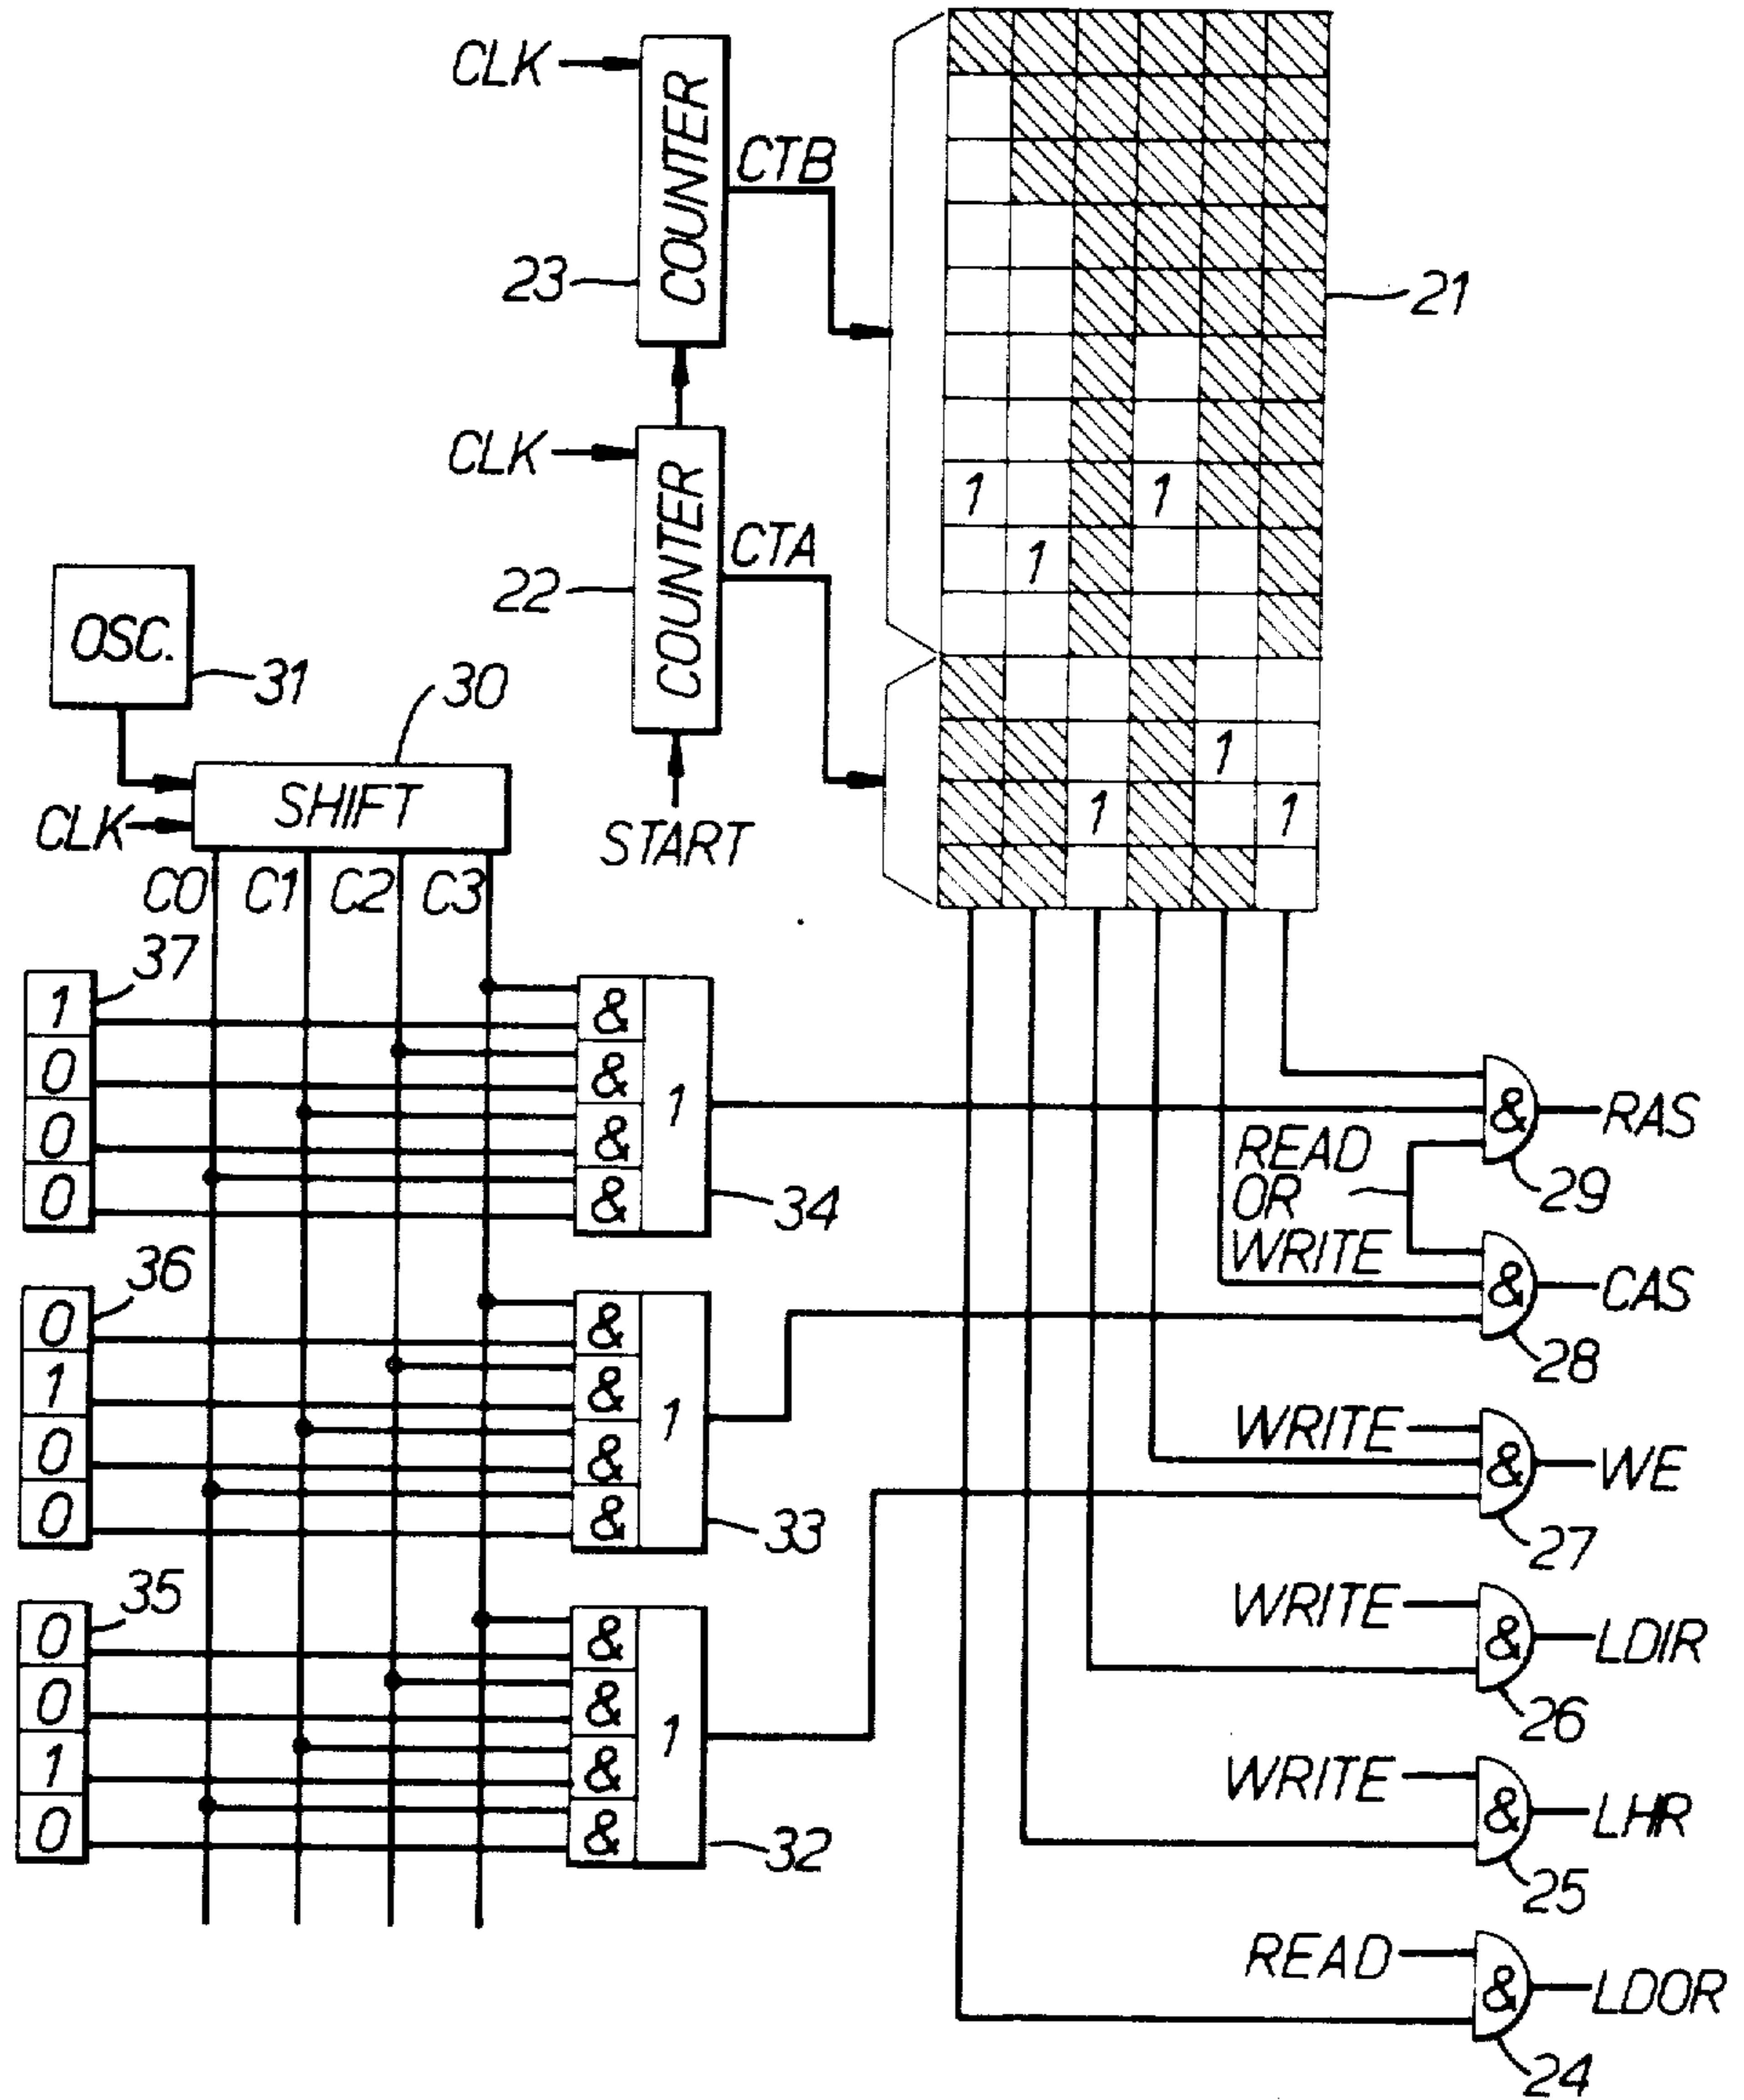 CLK
COUNTER
CTB
23
21
CLK
COUNTER
CTA
22
1 1
1
1
1 1
OSC.
31
30
SHIFT
CLK
START
C0 C1 C2 C3
37
1
0
0
0
&
&
&
&
1
34
36
0
1
0
0
&
&
&
&
1
33
35
0
0
1
0
&
&
&
&
1
32
READ
OR
WRITE
&
RAS
29
&
CAS
28
WRITE
&
WE
27
WRITE
&
LDIR
26
WRITE
&
LHR
25
READ
&
LDOR
24